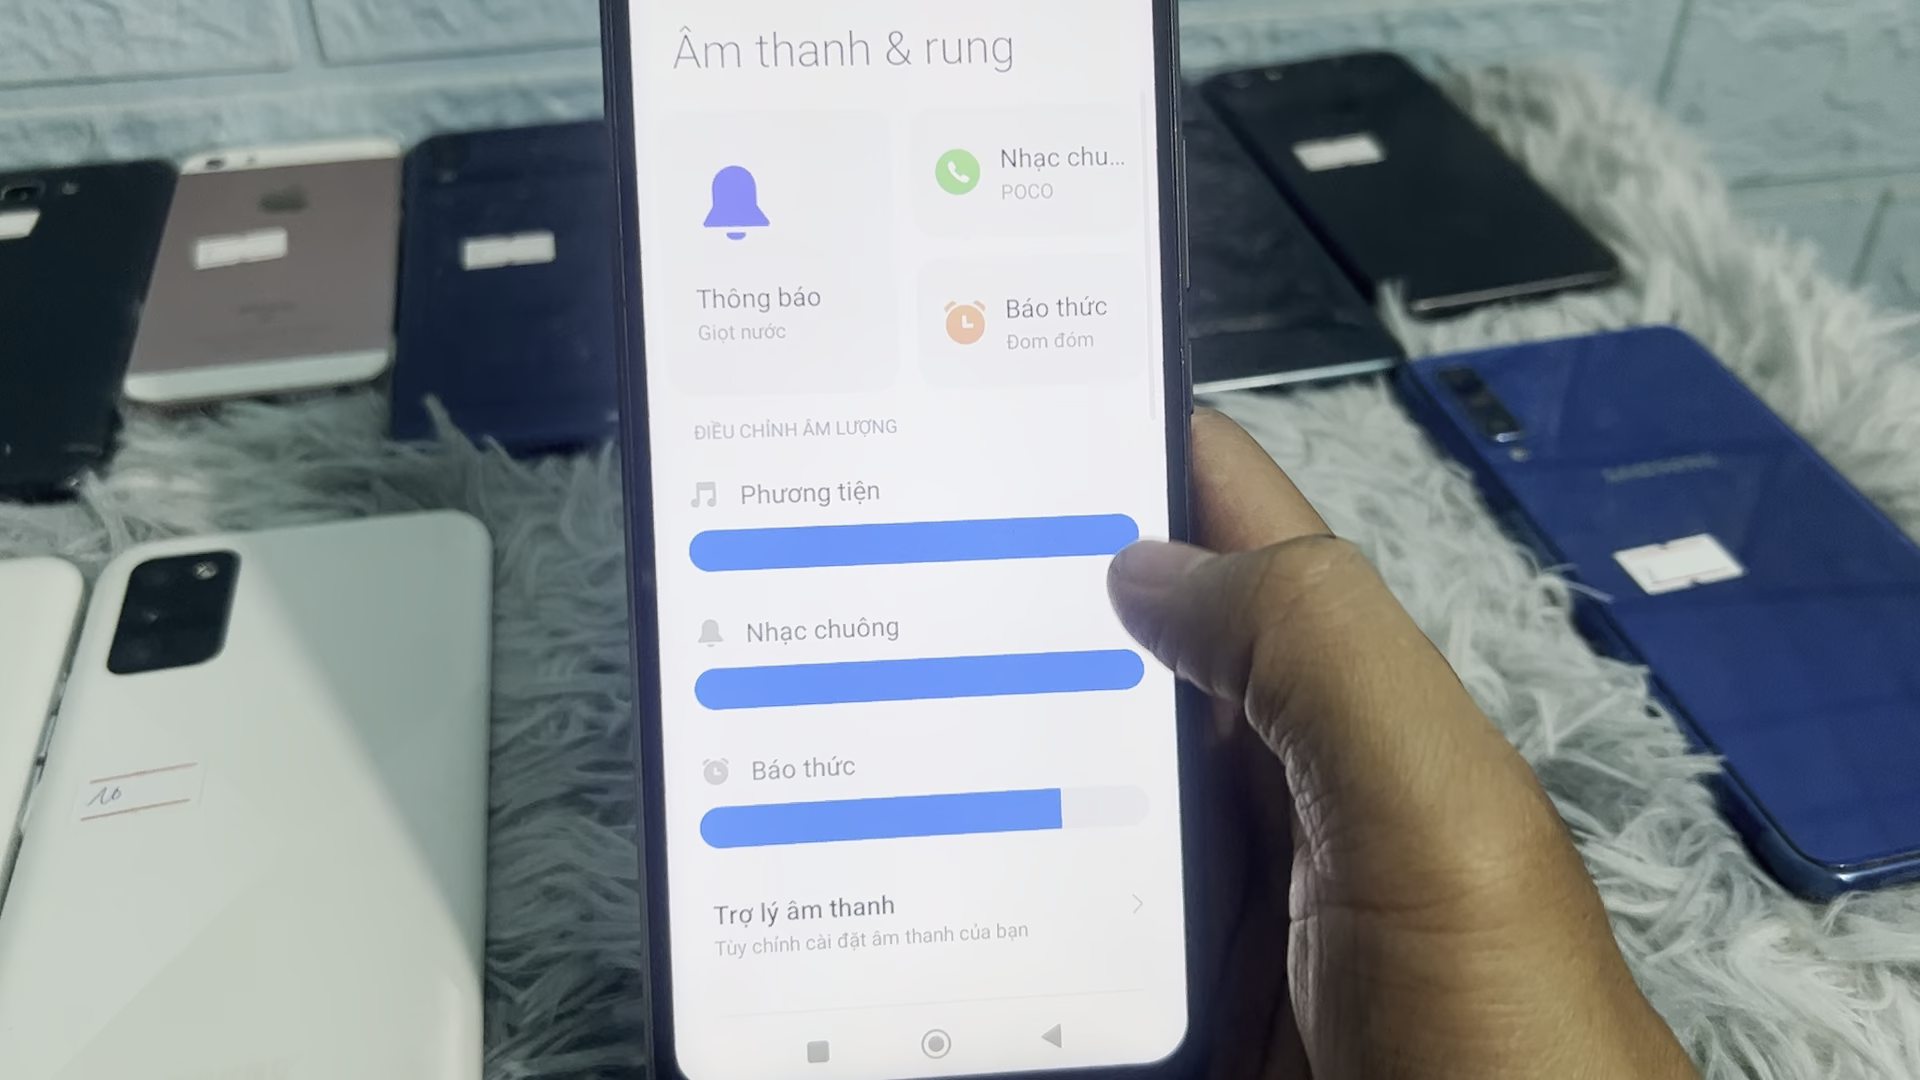 Âm thanh & rung
Nhạc chu...
POCO
Thông báo
Giọt nước
Báo thức
Đom đóm
ĐIỀU CHỈNH ÂM LƯỢNG
Phương tiện
Nhạc chuông
Báo thức
Trợ lý âm thanh
Tùy chỉnh cài đặt âm thanh của bạn
SAMSUNG